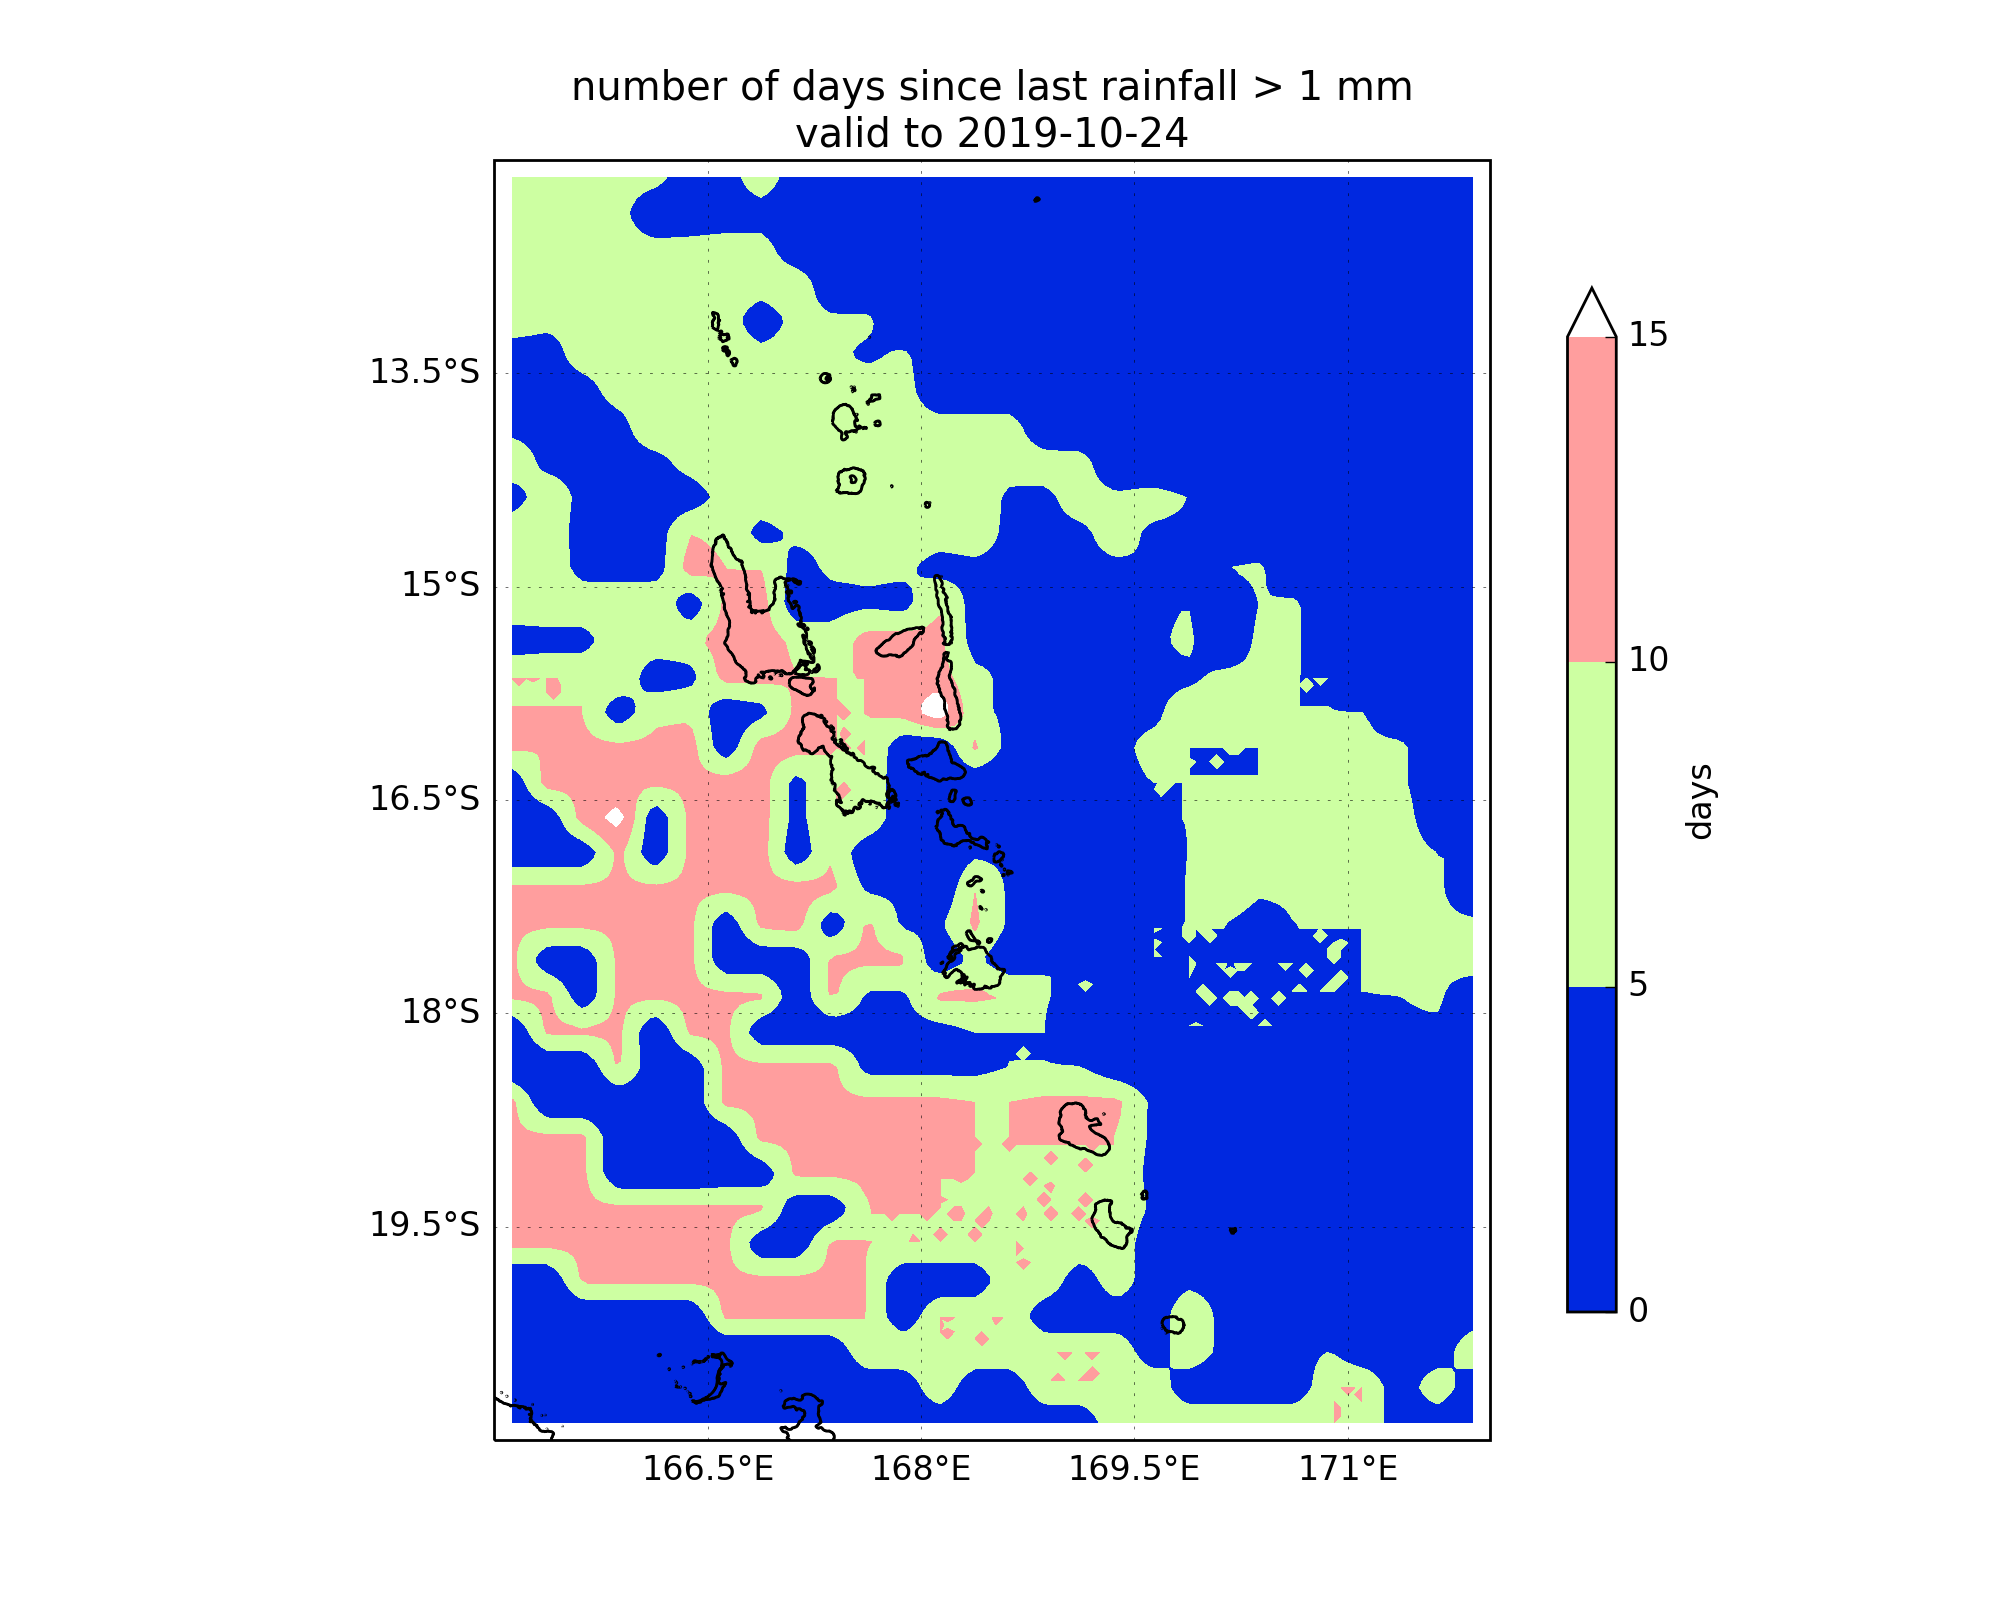 number of days since last rainfall > 1 mm
valid to 2019-10-24
13.5°S
15°S
16.5°S
18°S
19.5°S
166.5°E
168°E
169.5°E
171°E
15
10
5
0
days